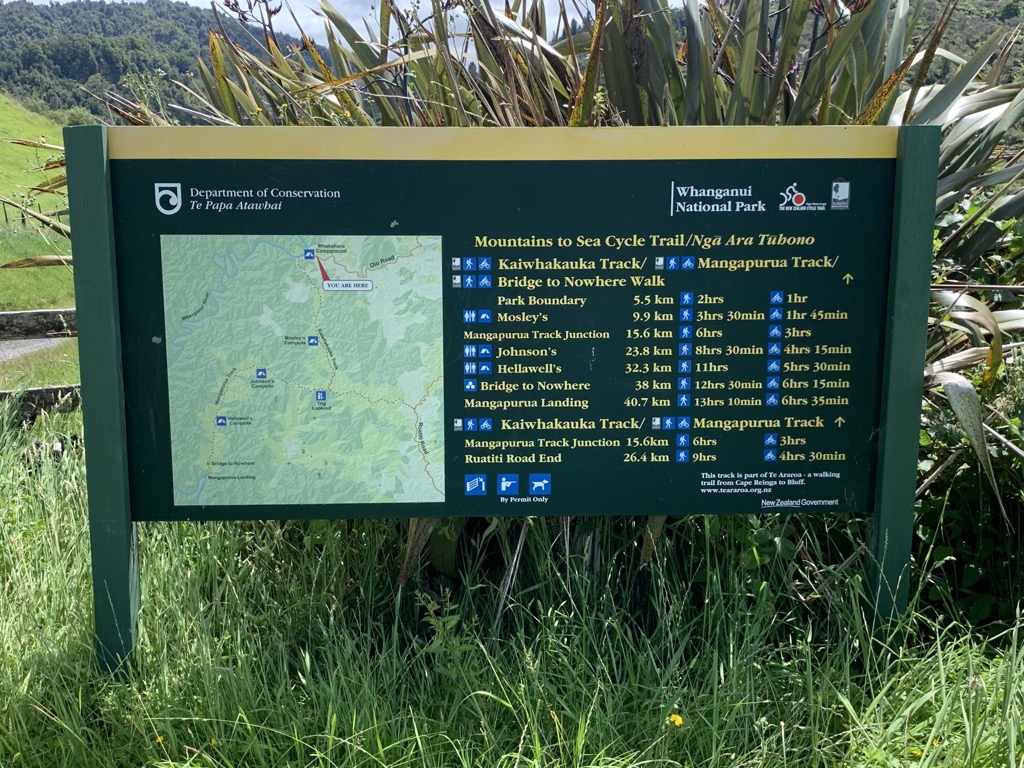 Department of Conservation
Te Papa Atawhai
Whanganui
National Park
THE NEW ZEALAND CYCLE TRAIL
Whakahoro
Campground
Oio Road
YOU ARE HERE
Whanganui River
Kaiwhakauka Track
Mosley's
Campsite
Johnson's
Campsite
Mangapurua Track
Trig
Lookout
Hellawell's
Campsite
Ruatiti Road
Bridge to Nowhere
Mangapurua Landing
Mountains to Sea Cycle Trail/Ngā Ara Tūhono
Kaiwhakauka Track/ Mangapurua Track/
Bridge to Nowhere Walk
Park Boundary 5.5 km 2hrs 1hr
Mosley's 9.9 km 3hrs 30min 1hr 45min
Mangapurua Track Junction 15.6 km 6hrs 3hrs
Johnson's 23.8 km 8hrs 30min 4hrs 15min
Hellawell's 32.3 km 11hrs 5hrs 30min
Bridge to Nowhere 38 km 12hrs 30min 6hrs 15min
Mangapurua Landing 40.7 km 13hrs 10min 6hrs 35min
Kaiwhakauka Track/ Mangapurua Track
Mangapurua Track Junction 15.6km 6hrs 3hrs
Ruatiti Road End 26.4 km 9hrs 4hrs 30min
By Permit Only
This track is part of Te Araroa - a walking
trail from Cape Reinga to Bluff.
www.teararoa.org.nz
New Zealand Government